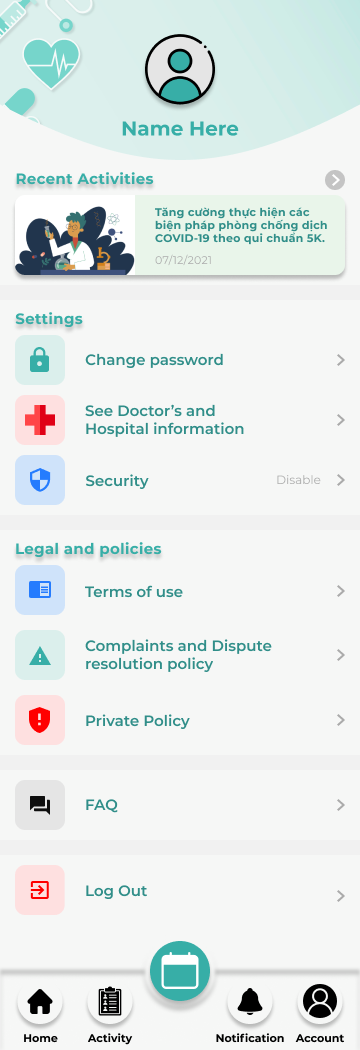 Name Here
Recent Activities
Tăng cường thực hiện các
biện pháp phòng chống dịch
COVID-19 theo qui chuẩn 5K.
07/12/2021
Settings
Change password
See Doctor’s and
Hospital information
Security
Disable
Legal and policies
Terms of use
Complaints and Dispute
resolution policy
Private Policy
FAQ
Log Out
Home
Activity
Notification
Account